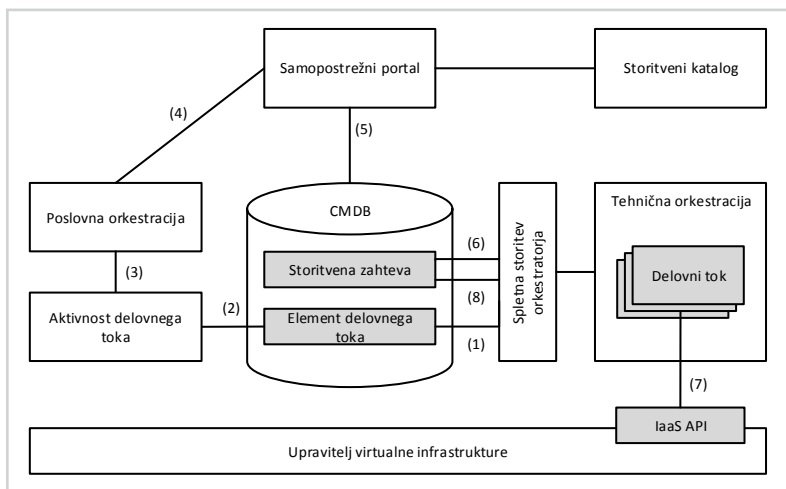 Samopostrežni portal
Storitveni katalog
(4)
(5)
Poslovna orkestracija
CMDB
Tehnična orkestracija
(6)
Storitvena zahteva
Spletna storitev
orkestratorja
Delovni tok
(3)
(8)
Aktivnost delovnega
toka
(2)
Element delovnega
toka
(1)
(7)
IaaS API
Upravitelj virtualne infrastrukture